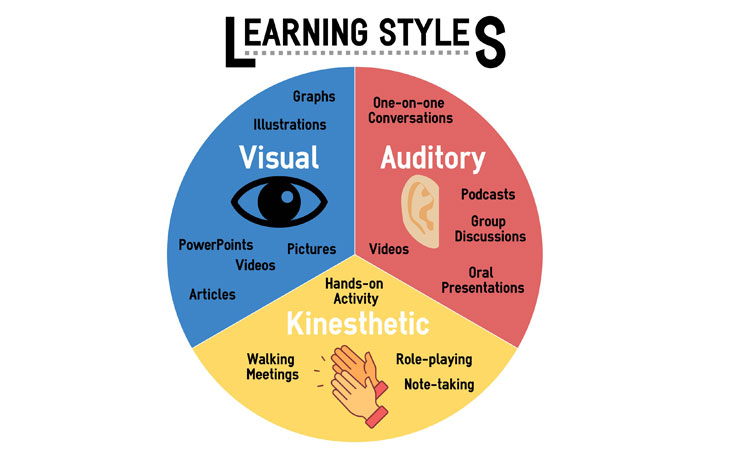 LEARNING STYLES
Graphs
Illustrations
Visual
PowerPoints
Pictures
Videos
Articles
One-on-one
Conversations
Auditory
Podcasts
Group
Discussions
Videos
Oral
Presentations
Hands-on
Activity
Kinesthetic
Walking
Meetings
Role-playing
Note-taking